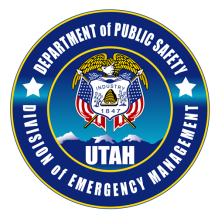 DEPARTMENT of PUBLIC SAFETY
INDUSTRY
1847
UTAH
DIVISION of EMERGENCY MANAGEMENT